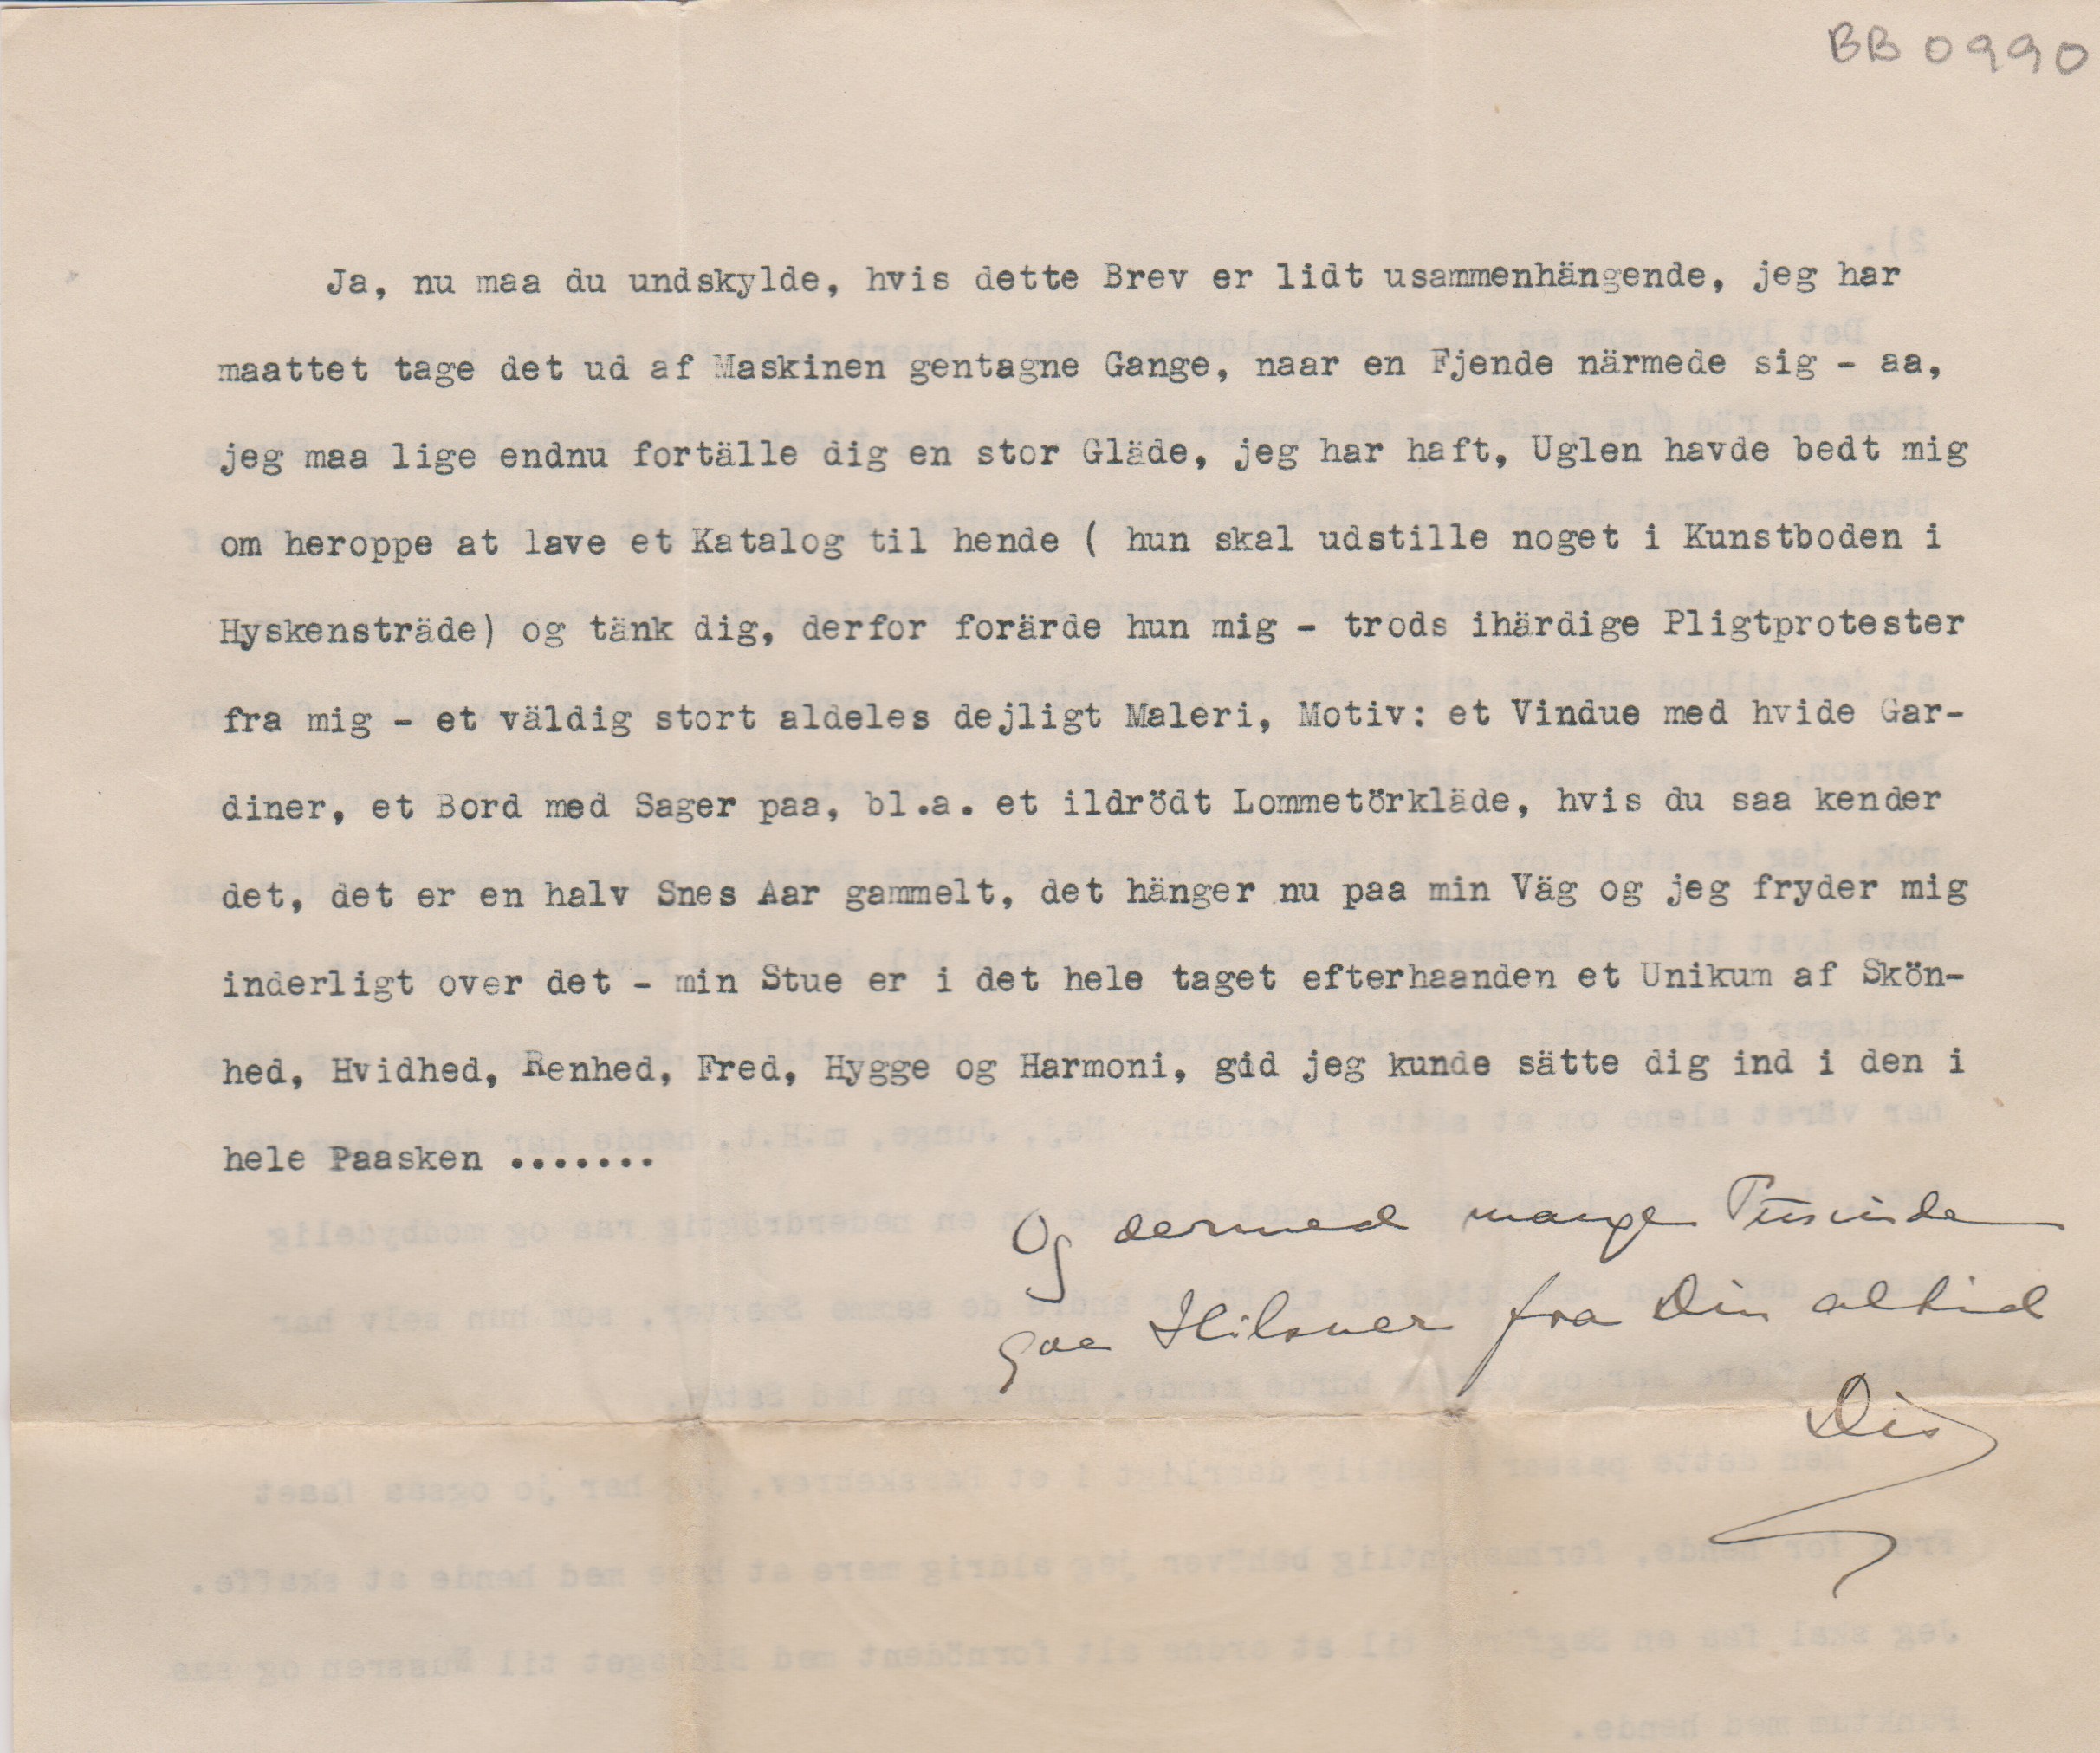 BB 0990
Ja, nu maa du undskylde, hvis dette Brev er lidt usammenhängende, jeg har
maattet tage det ud af Maskinen gentagne Gange, naar en Fjende närmede sig - aa,
jeg maa lige endnu fortälle dig en stor Gläde, jeg har haft, Uglen havde bedt mig
om heroppe at lave et Katalog til hende ( hun skal udstille noget i Kunstboden i
Hyskensträde) og tänk dig, derfor forärde hun mig - trods ihärdige Pligtprotester
fra mig - et väldig stort aldeles dejligt Maleri, Motiv: et Vindue med hvide Gar-
diner, et Bord med Sager paa, bl.a. et ildrödt Lommetörkläde, hvis du saa kender
det, det er en halv Snes Aar gammelt, det hänger nu paa min Väg og jeg fryder mig
inderligt over det - min Stue er i det hele taget efterhaanden et Unikum af Skön-
hed, Hvidhed, Renhed, Fred, Hygge og Harmoni, gid jeg kunde sätte dig ind i den i
hele Paasken .......
Og dermed mange Tusinde
goe Hilsner fra Din altid
Dis